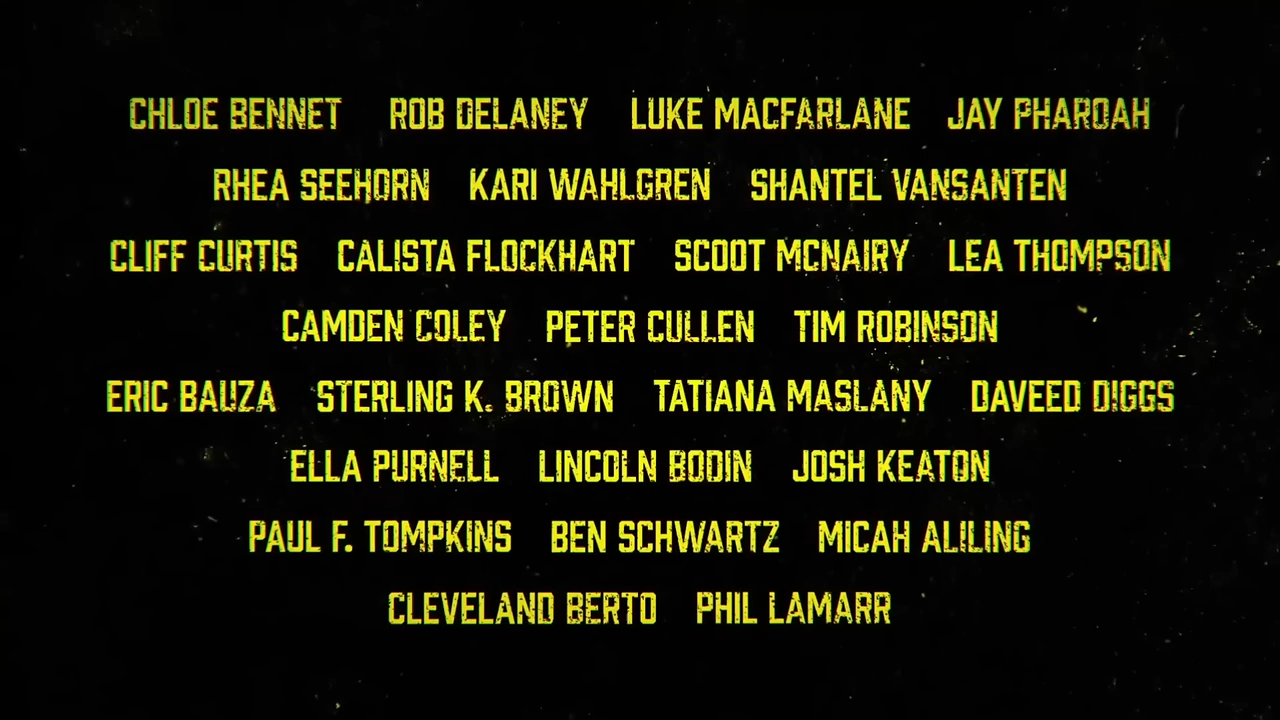 CHLOE BENNET ROB DELANEY LUKE MACFARLANE JAY PHAROAH
RHEA SEEHORN KARI WAHLGREN SHANTEL VANSANTEN
CLIFF CURTIS CALISTA FLOCKHART SCOOT MCNAIRY LEA THOMPSON
CAMDEN COLEY PETER CULLEN TIM ROBINSON
ERIC BAUZA STERLING K. BROWN TATIANA MASLANY DAVEED DIGGS
ELLA PURNELL LINCOLN BODIN JOSH KEATON
PAUL F. TOMPKINS BEN SCHWARTZ MICAH ALILING
CLEVELAND BERTO PHIL LAMARR